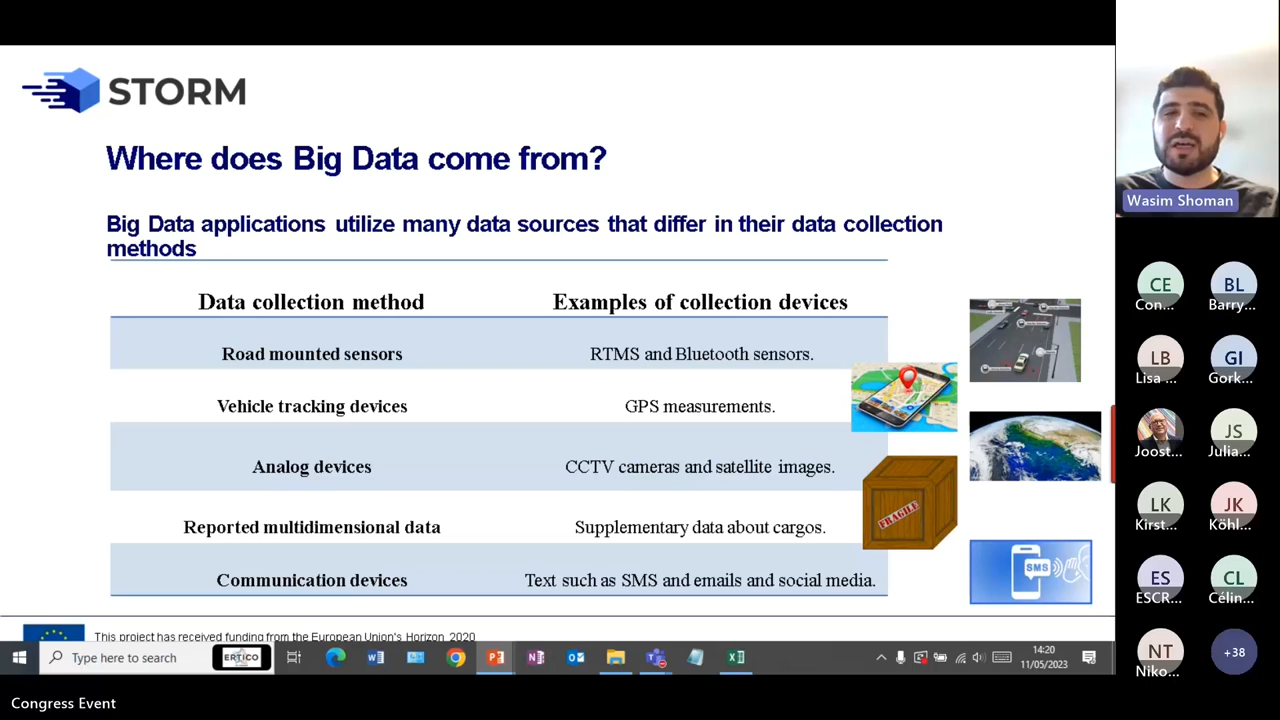 STORM
Where does Big Data come from?
Big Data applications utilize many data sources that differ in their data collection
methods
Data collection method Examples of collection devices
Road mounted sensors RTMS and Bluetooth sensors.
Vehicle tracking devices GPS measurements.
Analog devices CCTV cameras and satellite images.
Reported multidimensional data Supplementary data about cargos.
FRAGILE
Communication devices Text such as SMS and emails and social media.
SMS
This project has received funding from the European Union's Horizon 2020
Type here to search
ERTICO
14:20
11/05/2023
Congress Event
Wasim Shoman
CE
Con...
BL
Barry...
LB
Lisa ...
GI
Gork...
Joost...
JS
Julia...
LK
Kirst...
JK
Köhl...
ES
ESCR...
CL
Célin...
NT
Niko...
+38